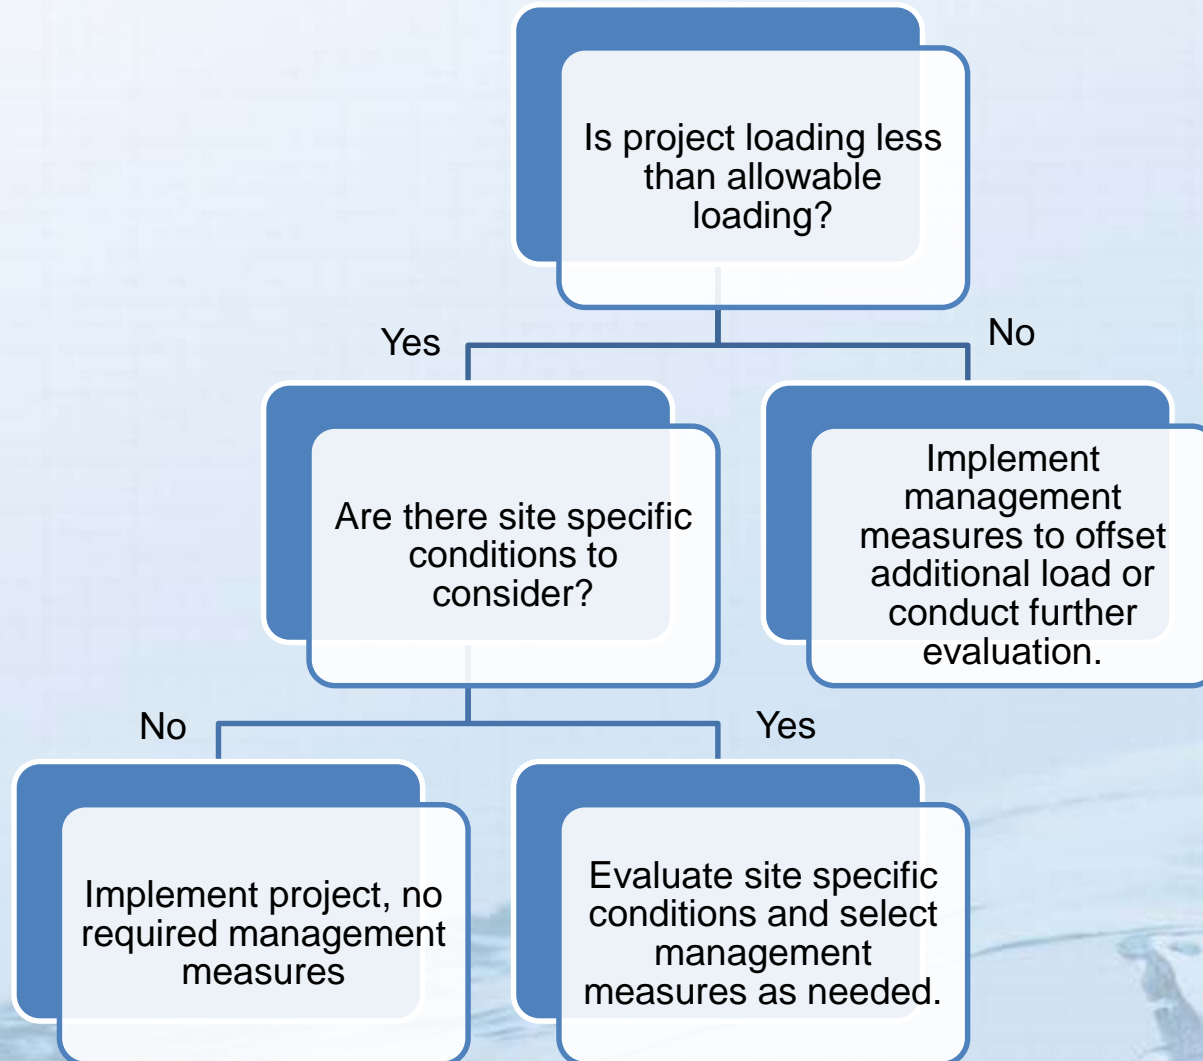 Is project loading less
than allowable
loading?
Yes
No
Are there site specific
conditions to
consider?
Implement
management
measures to offset
additional load or
conduct further
evaluation.
No
Yes
Implement project, no
required management
measures
Evaluate site specific
conditions and select
management
measures as needed.